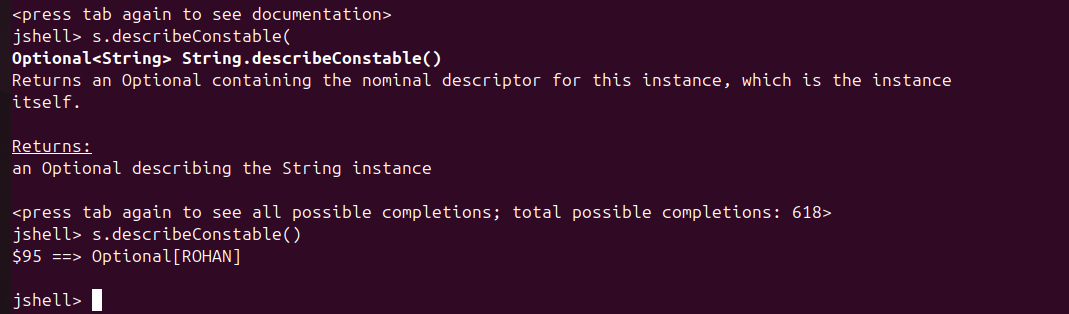 <press tab again to see documentation>
jshell> s.describeConstable(
Optional<String> String.describeConstable()
Returns an Optional containing the nominal descriptor for this instance, which is the instance
itself.
Returns:
an Optional describing the String instance
<press tab again to see all possible completions; total possible completions: 618>
jshell> s.describeConstable()
$95 ==> Optional[ROHAN]
jshell>